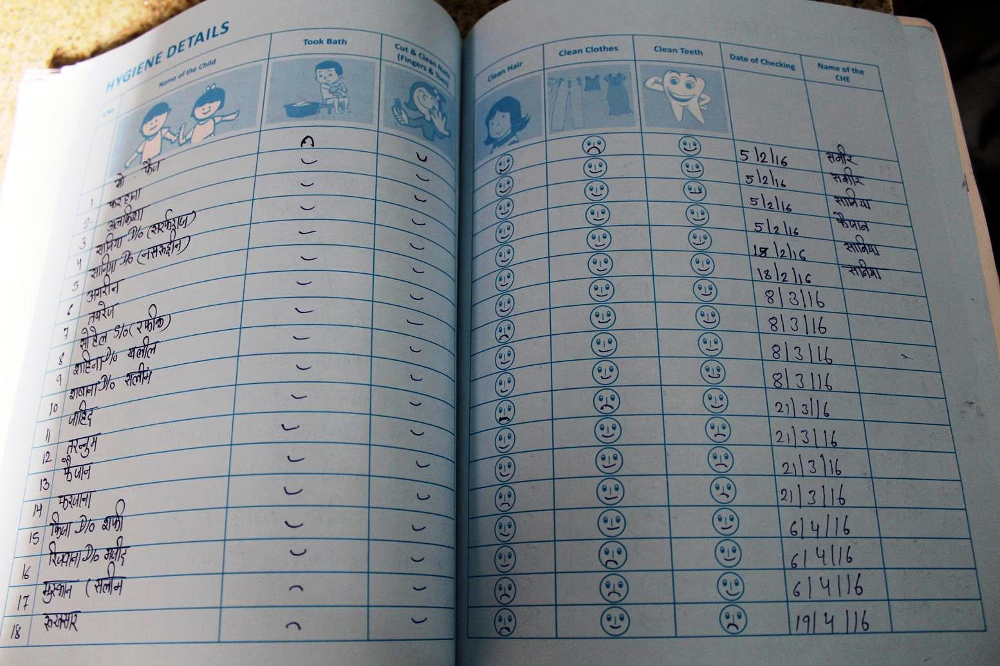 HYGIENE DETAILS
S. No. Name of the Child Took Bath Cut & Clean Nails (Fingers & Toes) Clean Hair Clean Clothes Clean Teeth Date of Checking Name of the CHE
1 मो फैज 5/2/16 समीर
2. फरहाना 5/2/16 समीर
3 अलफिशा 5/2/16 सानिया
4 सानिया D/o (सर्फराज) 5/2/16 फैजान
5 सानिया D/o (नसरुद्दीन) 18/2/16 सानिया
6 अमरीन 18/2/16 सानिया
7 तबरेज 8/3/16
8 सोहेल S/o (रफीक) 8/3/16
9 शाहिना D/o खलील 8/3/16
10 शबाना D/o सलीम 8/3/16
11 जाहिद 21/3/16
12 तरन्नुम 21/3/16
13 फैजान 21/3/16
14 फरजाना 21/3/16
15 फिजा D/o शफी 6/4/16
16 रिजवाना D/o मजीद 6/4/16
17 मुस्कान (सलीम 6/4/16
18 रूखसार 19/4/16